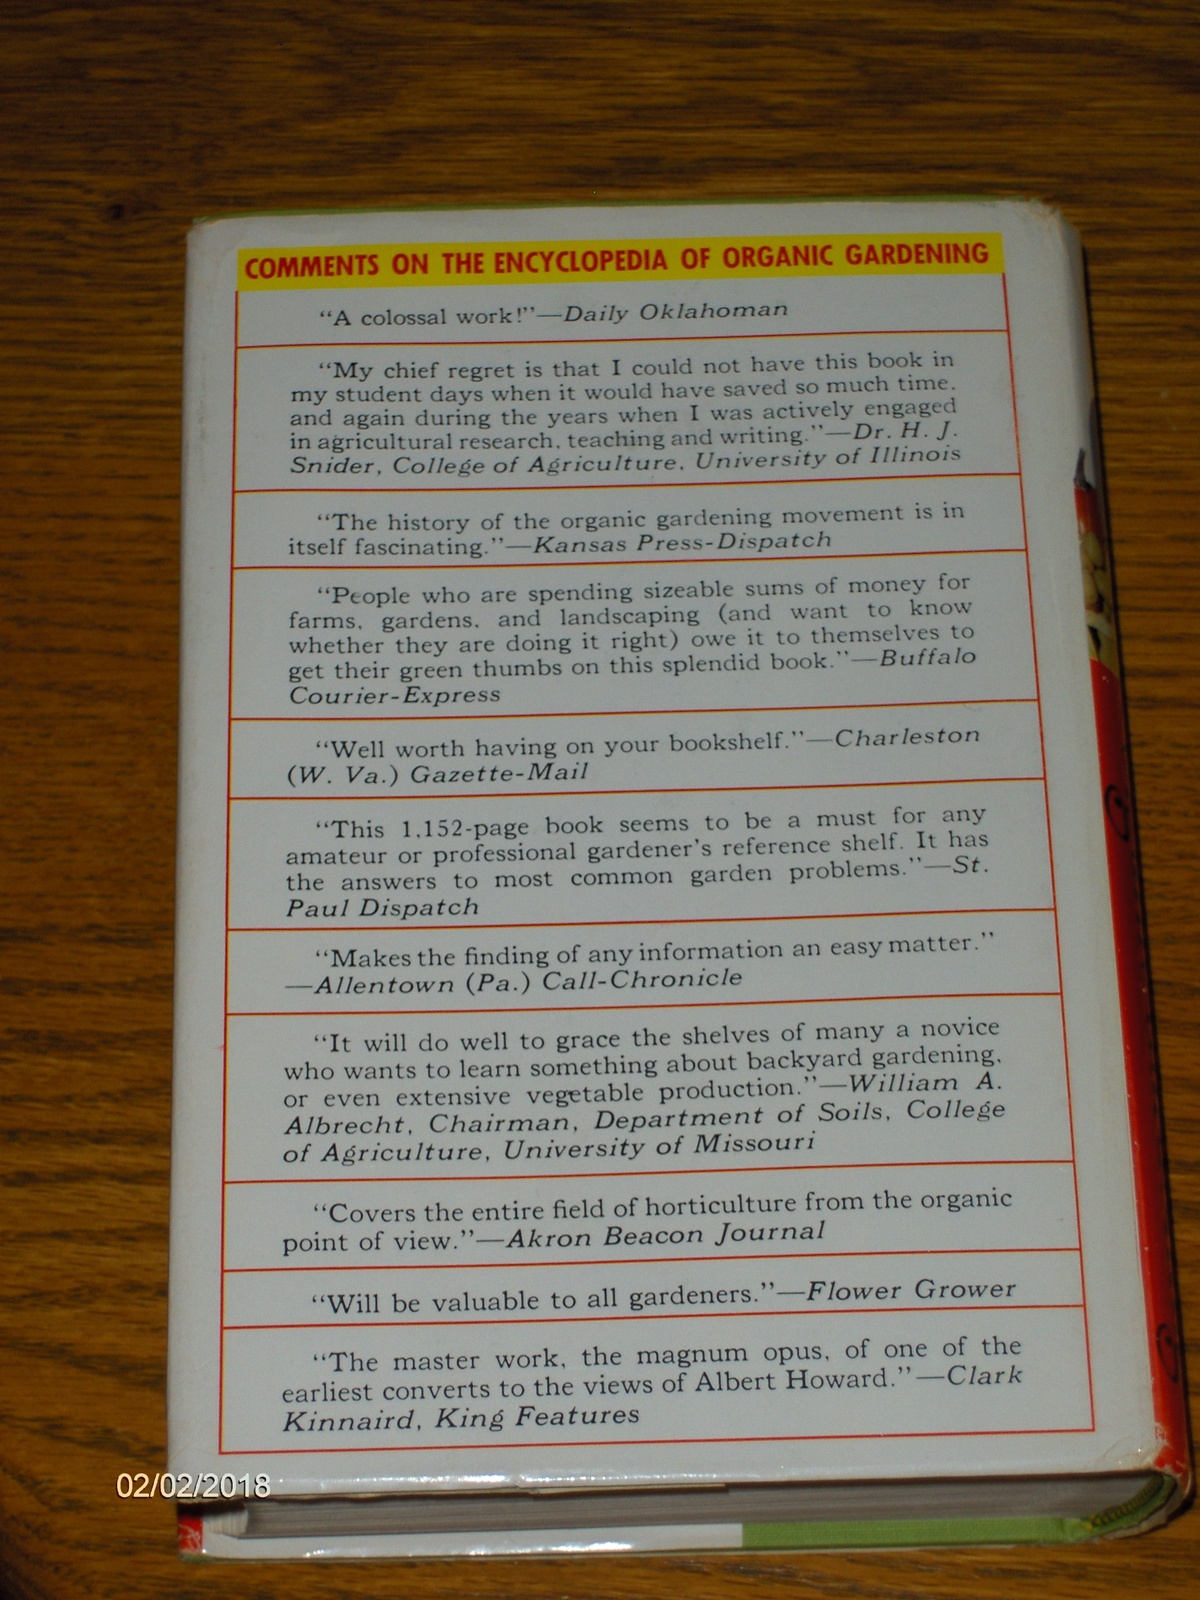 COMMENTS ON THE ENCYCLOPEDIA OF ORGANIC GARDENING
“A colossal work!”—Daily Oklahoman
“My chief regret is that I could not have this book in
my student days when it would have saved so much time,
and again during the years when I was actively engaged
in agricultural research, teaching and writing.”—Dr. H. J.
Snider, College of Agriculture, University of Illinois
“The history of the organic gardening movement is in
itself fascinating.”—Kansas Press-Dispatch
“People who are spending sizeable sums of money for
farms, gardens, and landscaping (and want to know
whether they are doing it right) owe it to themselves to
get their green thumbs on this splendid book.”—Buffalo
Courier-Express
“Well worth having on your bookshelf.”—Charleston
(W. Va.) Gazette-Mail
“This 1,152-page book seems to be a must for any
amateur or professional gardener’s reference shelf. It has
the answers to most common garden problems.”—St.
Paul Dispatch
“Makes the finding of any information an easy matter.”
—Allentown (Pa.) Call-Chronicle
“It will do well to grace the shelves of many a novice
who wants to learn something about backyard gardening,
or even extensive vegetable production.”—William A.
Albrecht, Chairman, Department of Soils, College
of Agriculture, University of Missouri
“Covers the entire field of horticulture from the organic
point of view.”—Akron Beacon Journal
“Will be valuable to all gardeners.”—Flower Grower
“The master work, the magnum opus, of one of the
earliest converts to the views of Albert Howard.”—Clark
Kinnaird, King Features
02/02/2018